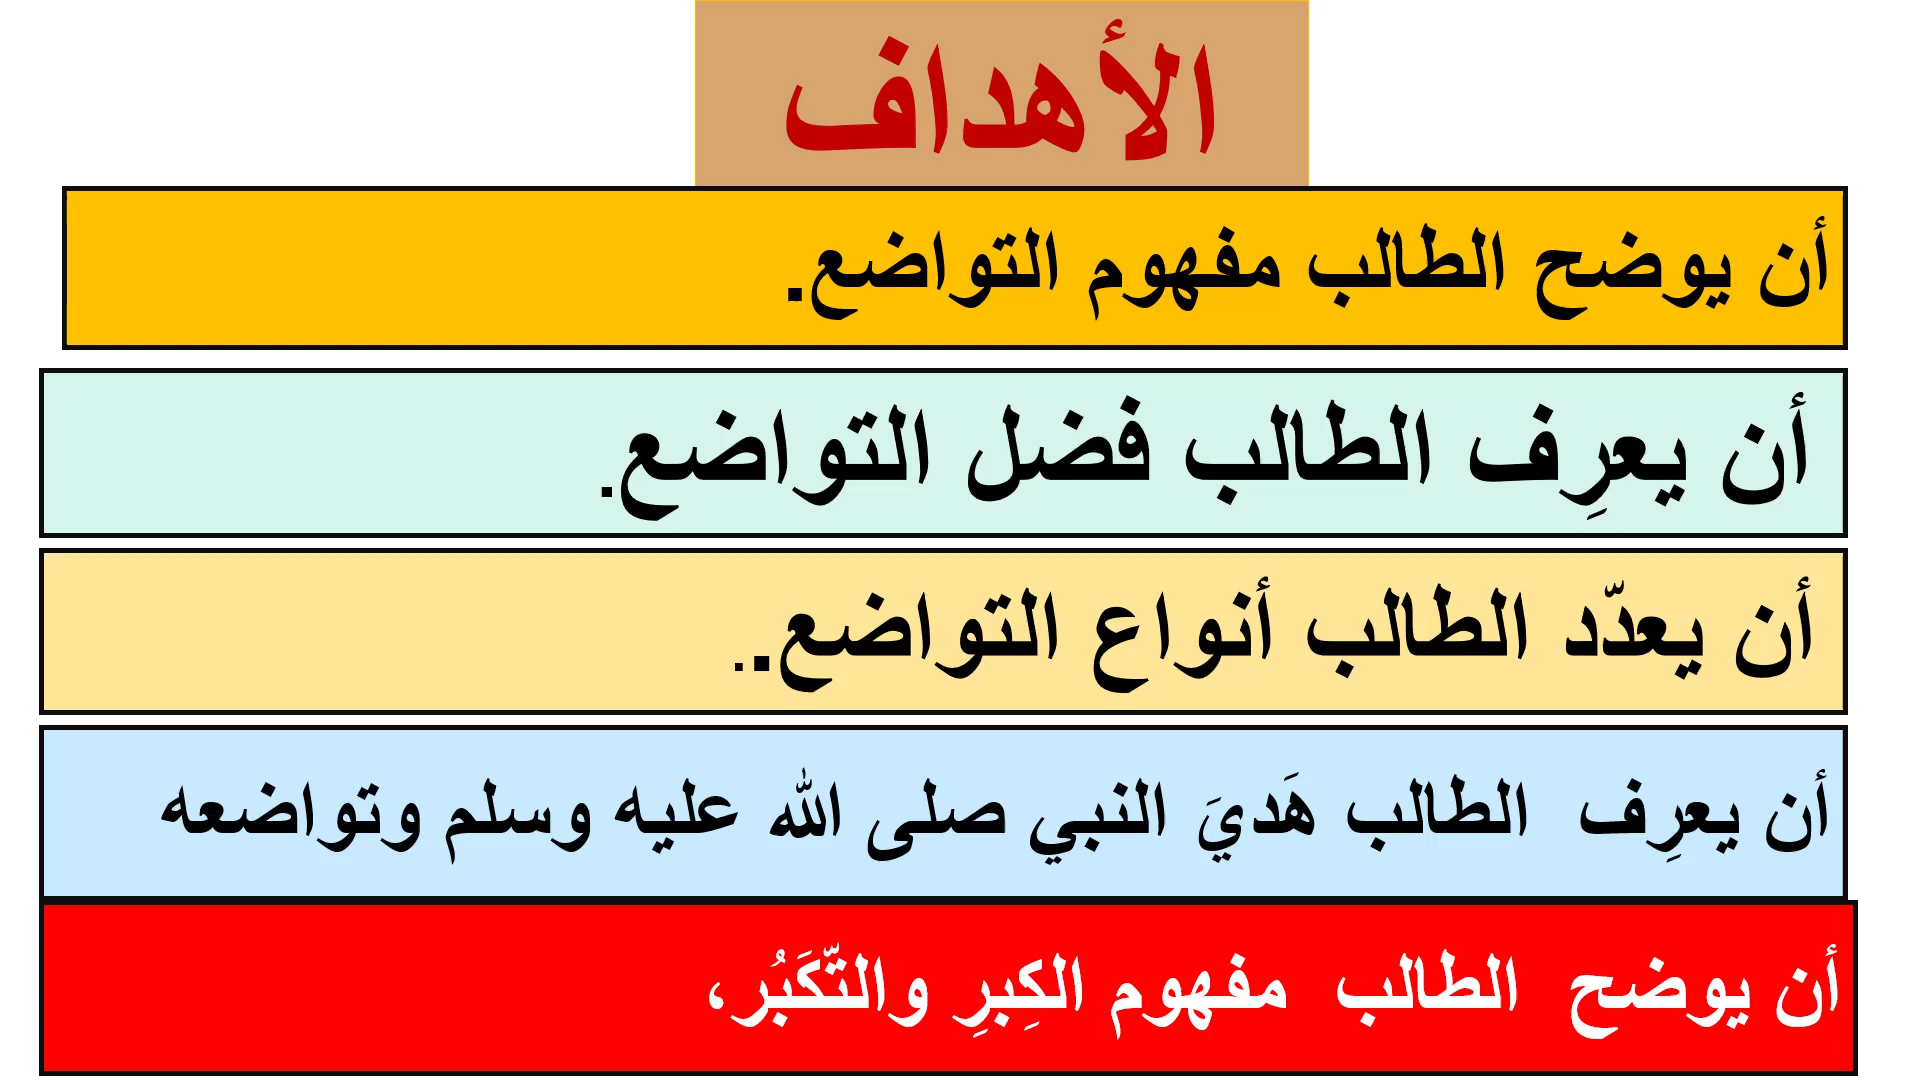 الأهداف
أن يوضح الطالب مفهوم التواضع.
أن يعرِف الطالب فضل التواضع.
أن يعدّد الطالب أنواع التواضع..
أن يعرِف الطالب هَديَ النبي صلى الله عليه وسلم وتواضعه
أن يوضح الطالب مفهوم الكِبرِ والتّكَبُر،